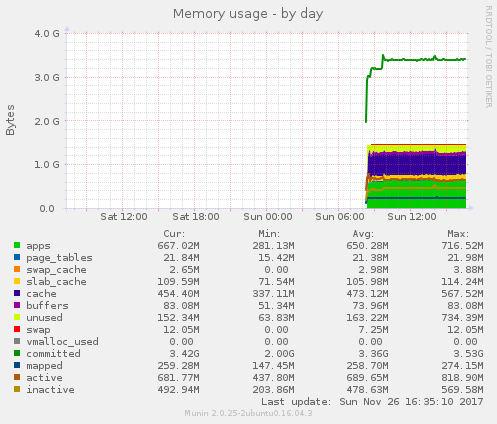 Memory usage - by day
RRDTOOL / TOBI OETIKER
Bytes
4.0 G
3.0 G
2.0 G
1.0 G
0.0
Sat 12:00 Sat 18:00 Sun 00:00 Sun 06:00 Sun 12:00
Cur: Min: Avg: Max:
apps 667.02M 281.13M 650.28M 716.52M
page_tables 21.84M 15.42M 21.38M 21.98M
swap_cache 2.65M 0.00 2.98M 3.88M
slab_cache 109.59M 71.54M 105.98M 114.24M
cache 454.40M 337.11M 473.12M 567.52M
buffers 83.08M 51.34M 73.96M 83.08M
unused 152.34M 63.83M 163.22M 734.39M
swap 12.05M 0.00 7.25M 12.05M
vmalloc_used 0.00 0.00 0.00 0.00
committed 3.42G 2.00G 3.36G 3.53G
mapped 259.28M 147.45M 258.70M 274.15M
active 681.77M 437.80M 689.65M 818.90M
inactive 492.94M 203.86M 478.63M 569.58M
Last update: Sun Nov 26 16:35:10 2017
Munin 2.0.25-2ubuntu0.16.04.3